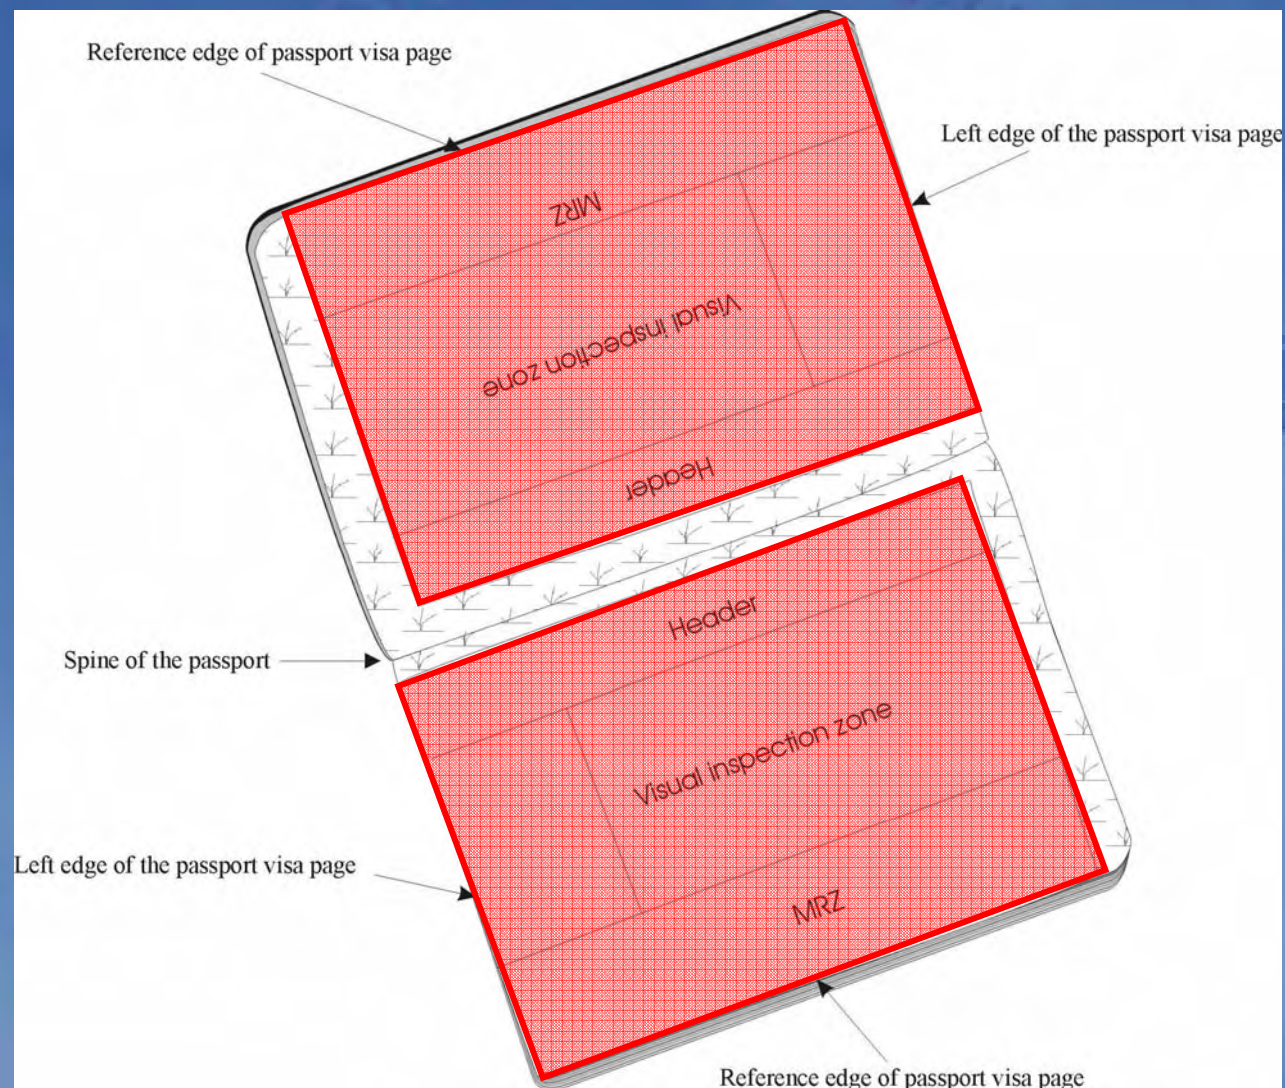 Reference edge of passport visa page
Left edge of the passport visa page
MRZ
Visual inspection zone
Header
Header
Spine of the passport
Visual inspection zone
Left edge of the passport visa page
MRZ
Reference edge of passport visa page